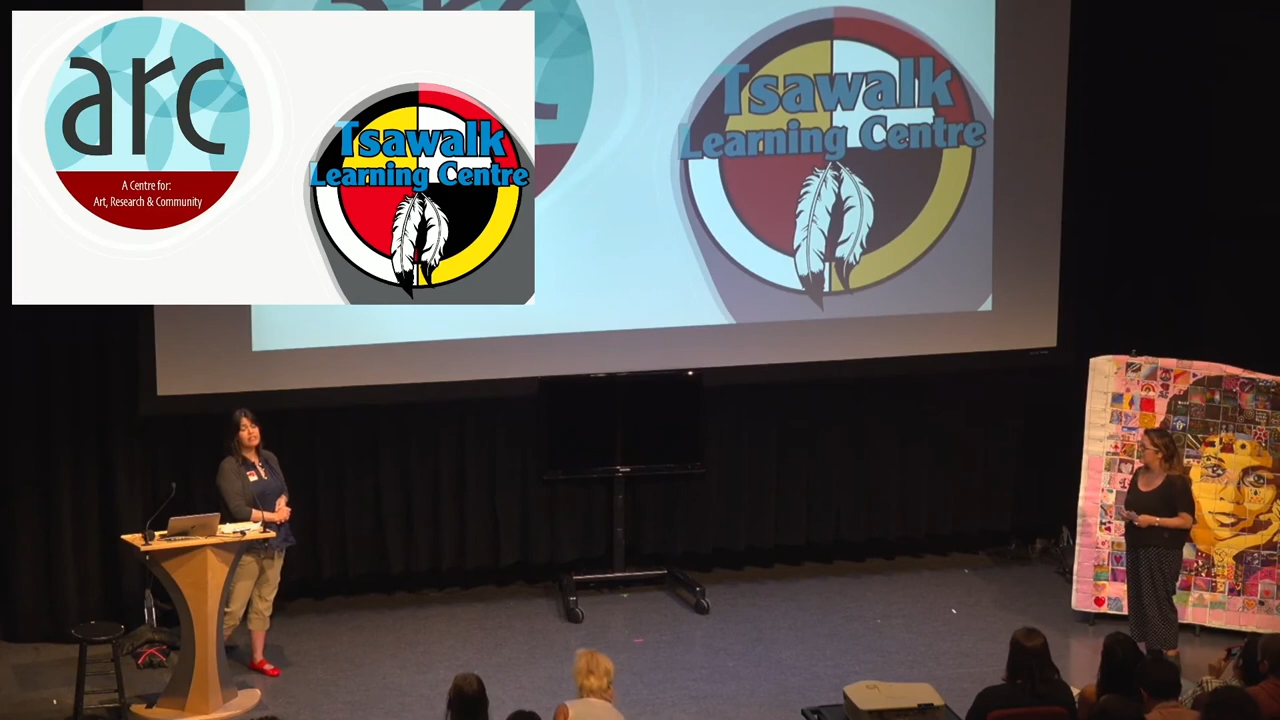 arc
A Centre for:
Art, Research & Community
Tsawalk
Learning Centre
Tsawalk
Learning Centre